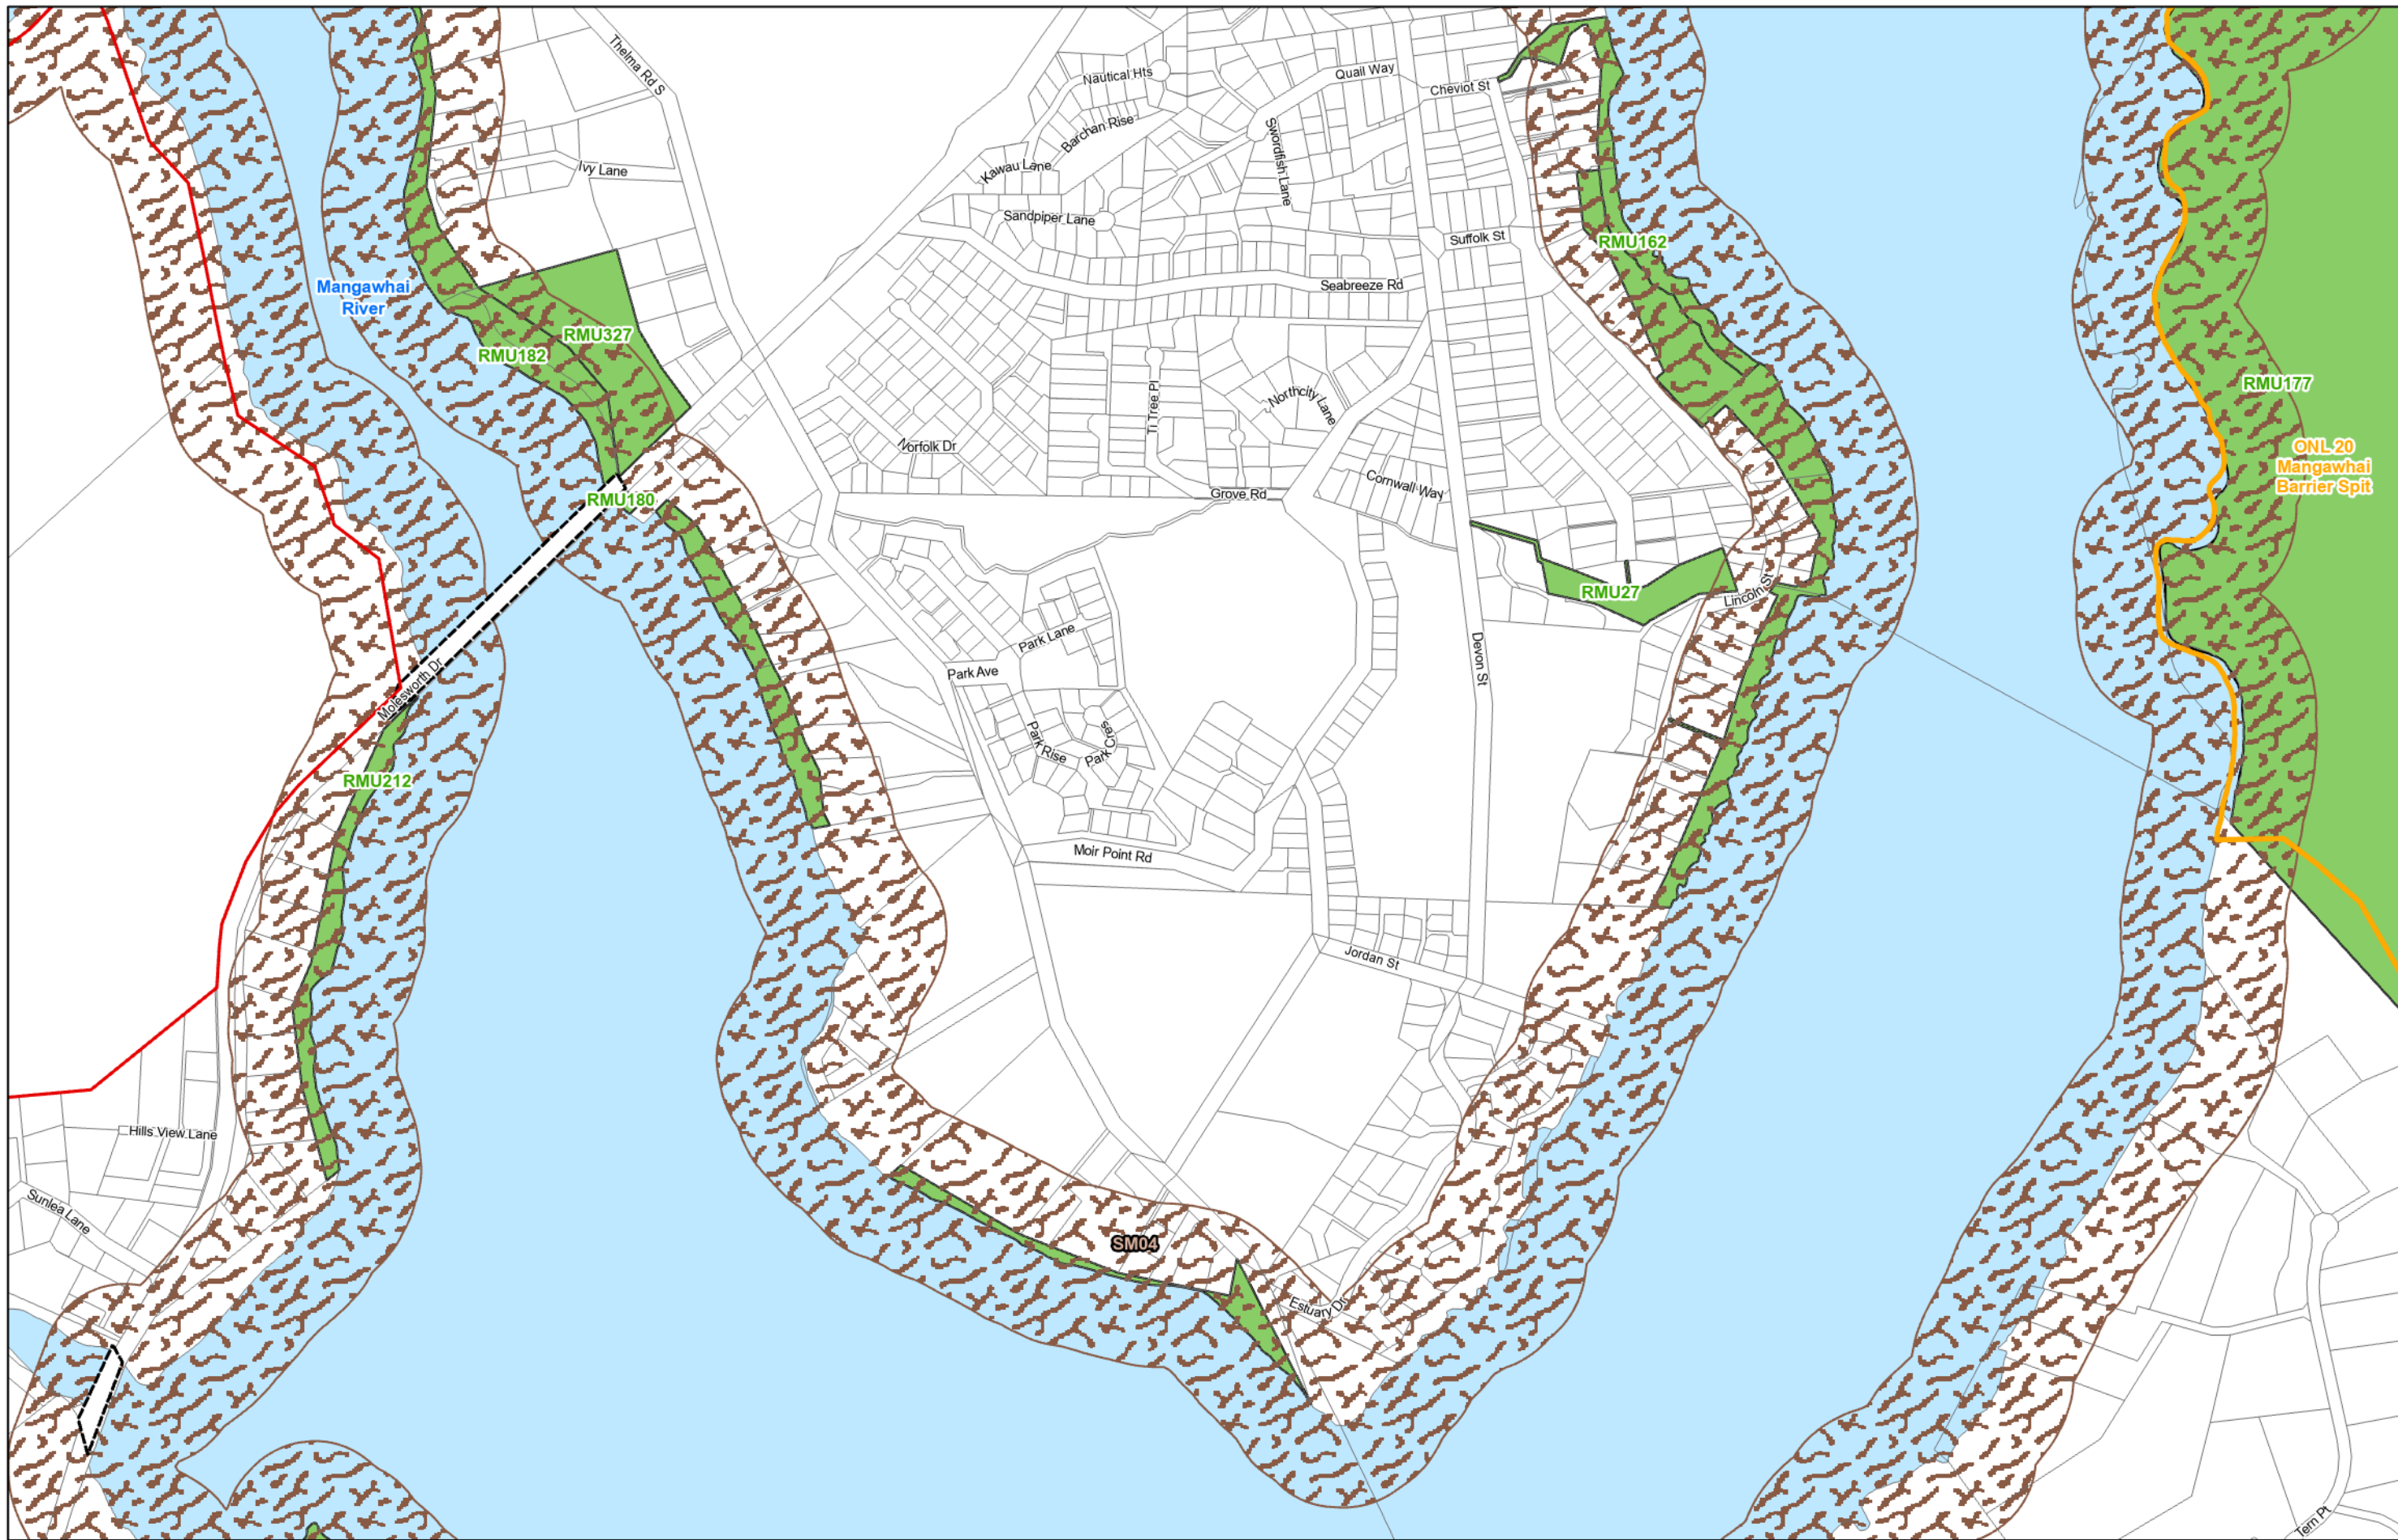 Thelma Rd S
Nautical Hts
Quail Way
Cheviot St
Barchan Rise
Swordfish Lane
Kawau Lane
Ivy Lane
Sandpiper Lane
Suffolk St
RMU162
Mangawhai
River
Seabreeze Rd
RMU327
RMU182
RMU177
Ti Tree Pl
Northcity Lane
Norfolk Dr
ONL 20
Mangawhai
Barrier Spit
Cornwall Way
Grove Rd
RMU180
RMU27
Lincoln St
Park Lane
Devon St
Park Ave
Molesworth Dr
Park Rise
Park Cres
RMU212
Moir Point Rd
Jordan St
Hills View Lane
Sunlea Lane
SM04
Estuary Dr
Tern Pt